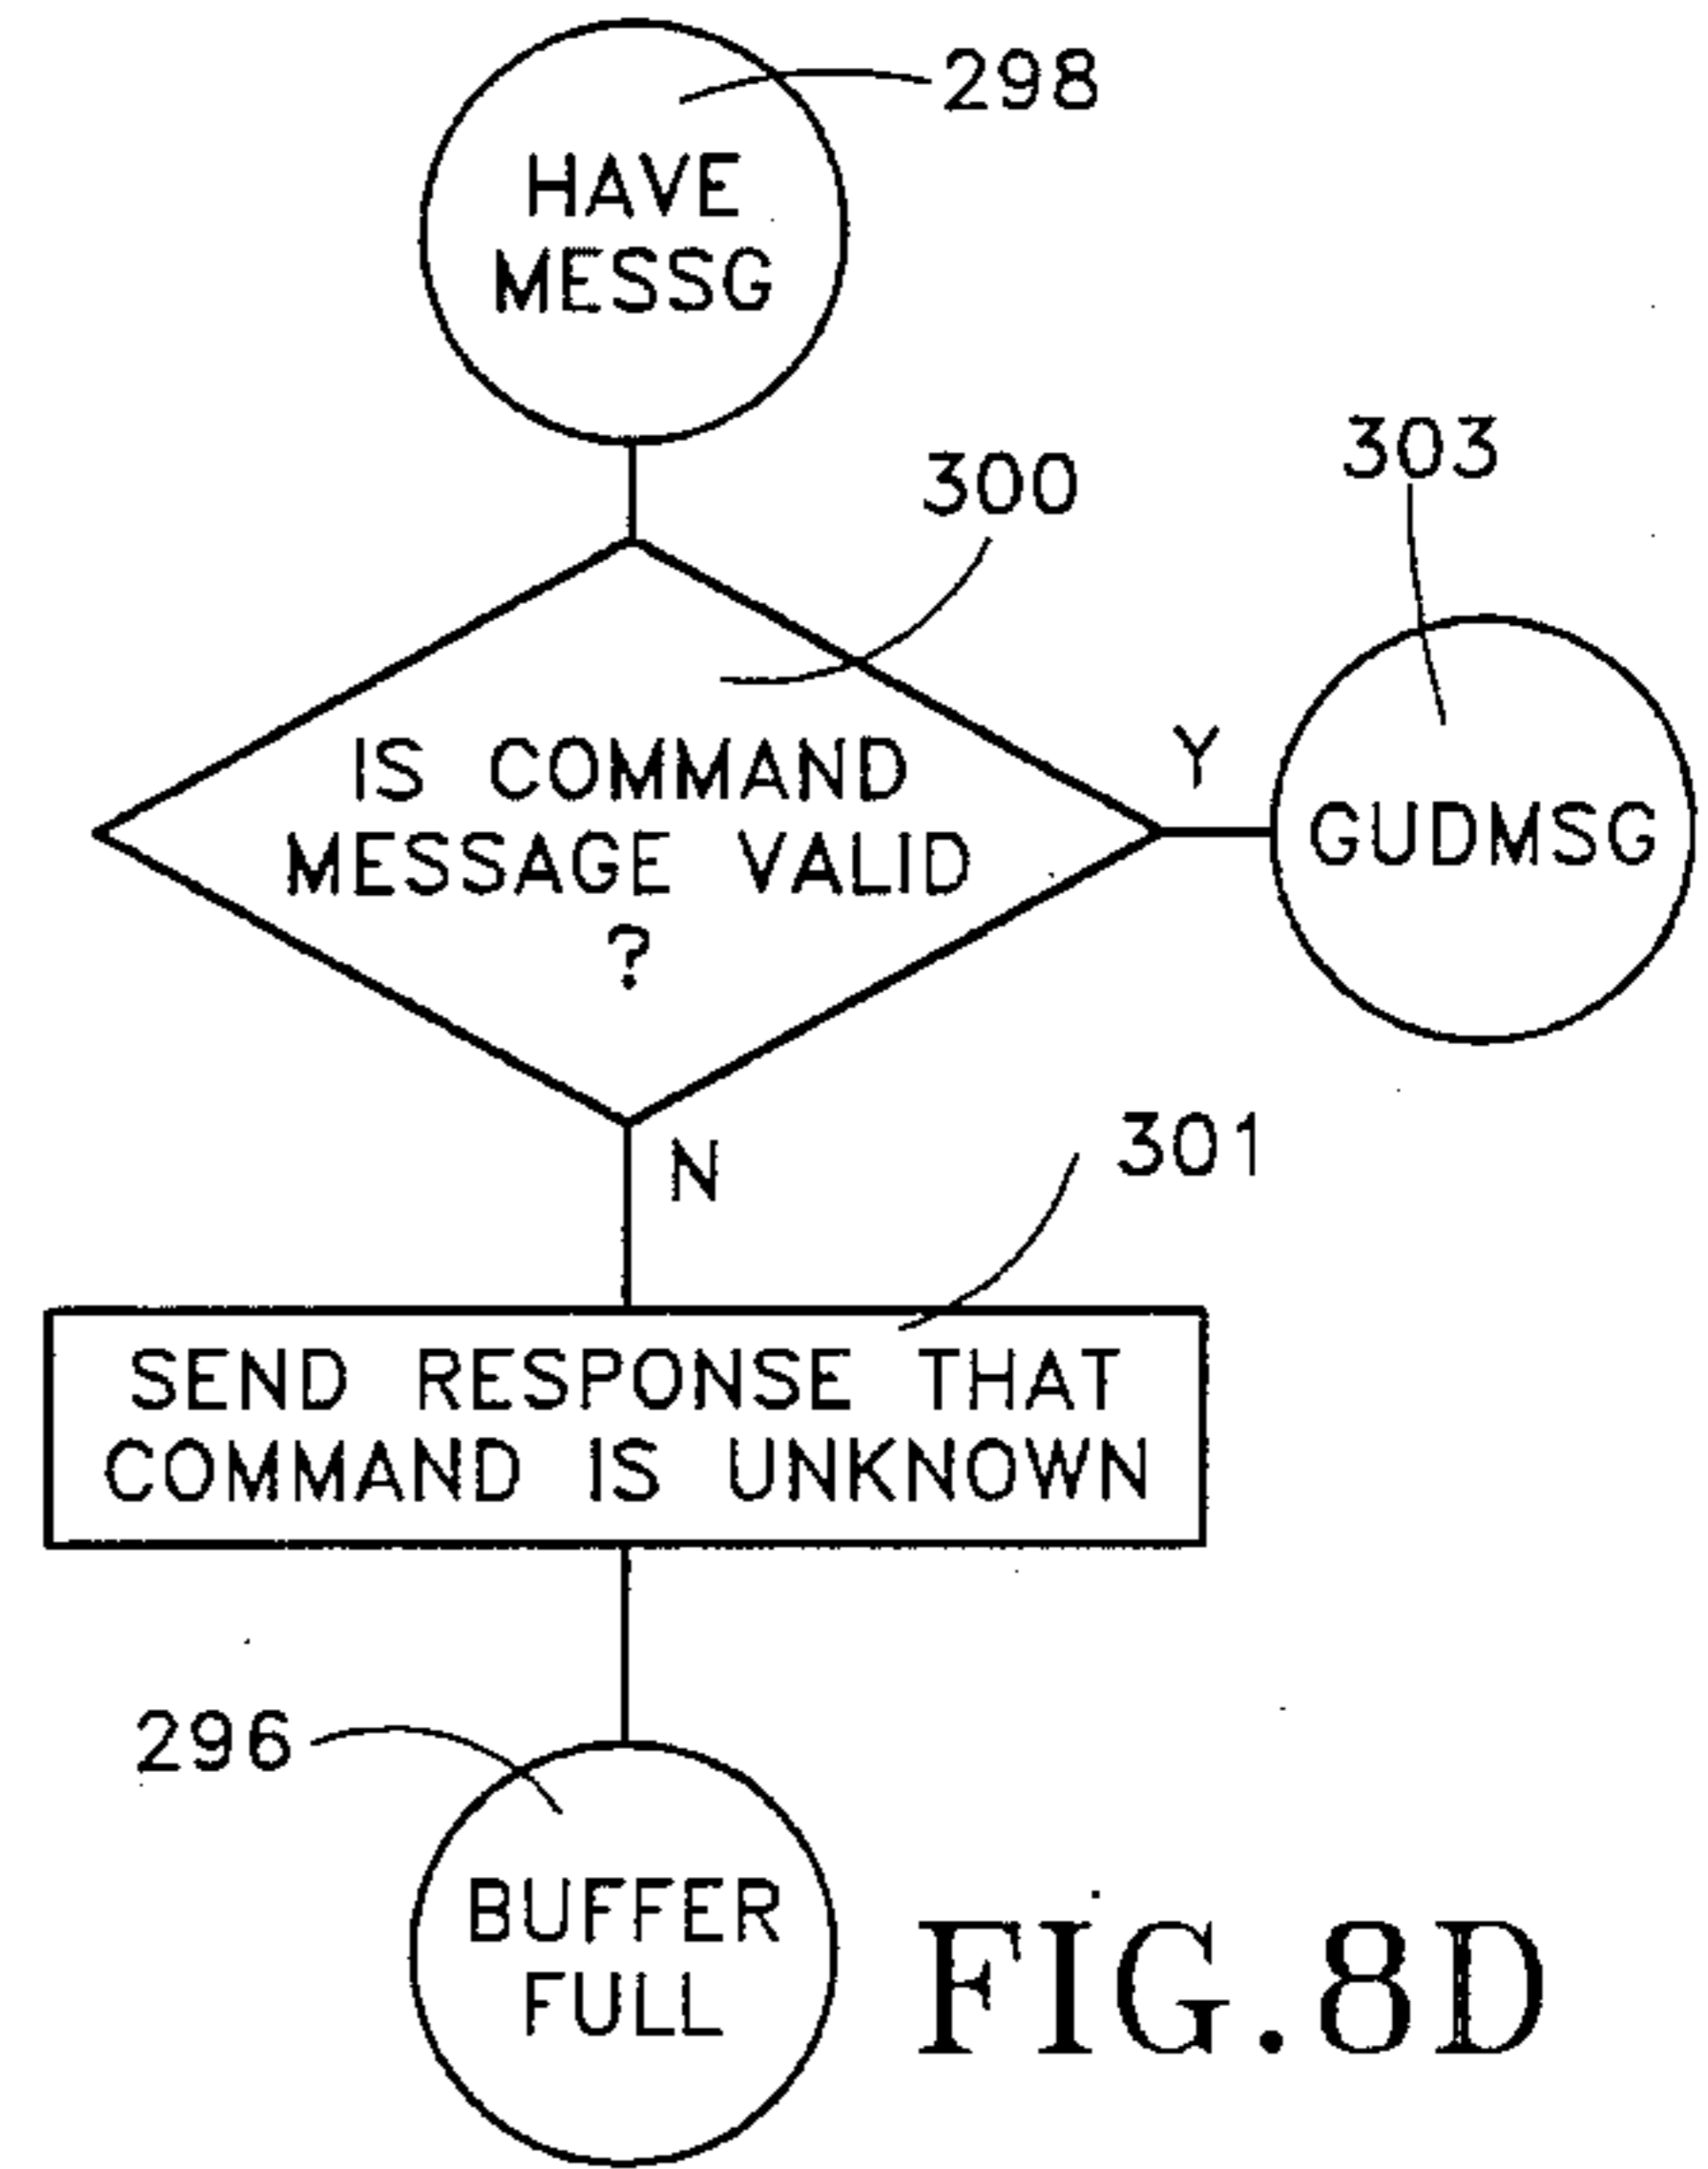 298
HAVE
MESSG
300
303
IS COMMAND
MESSAGE VALID
?
Y
GUDMSG
N
301
SEND RESPONSE THAT
COMMAND IS UNKNOWN
296
BUFFER
FULL
FIG.8D